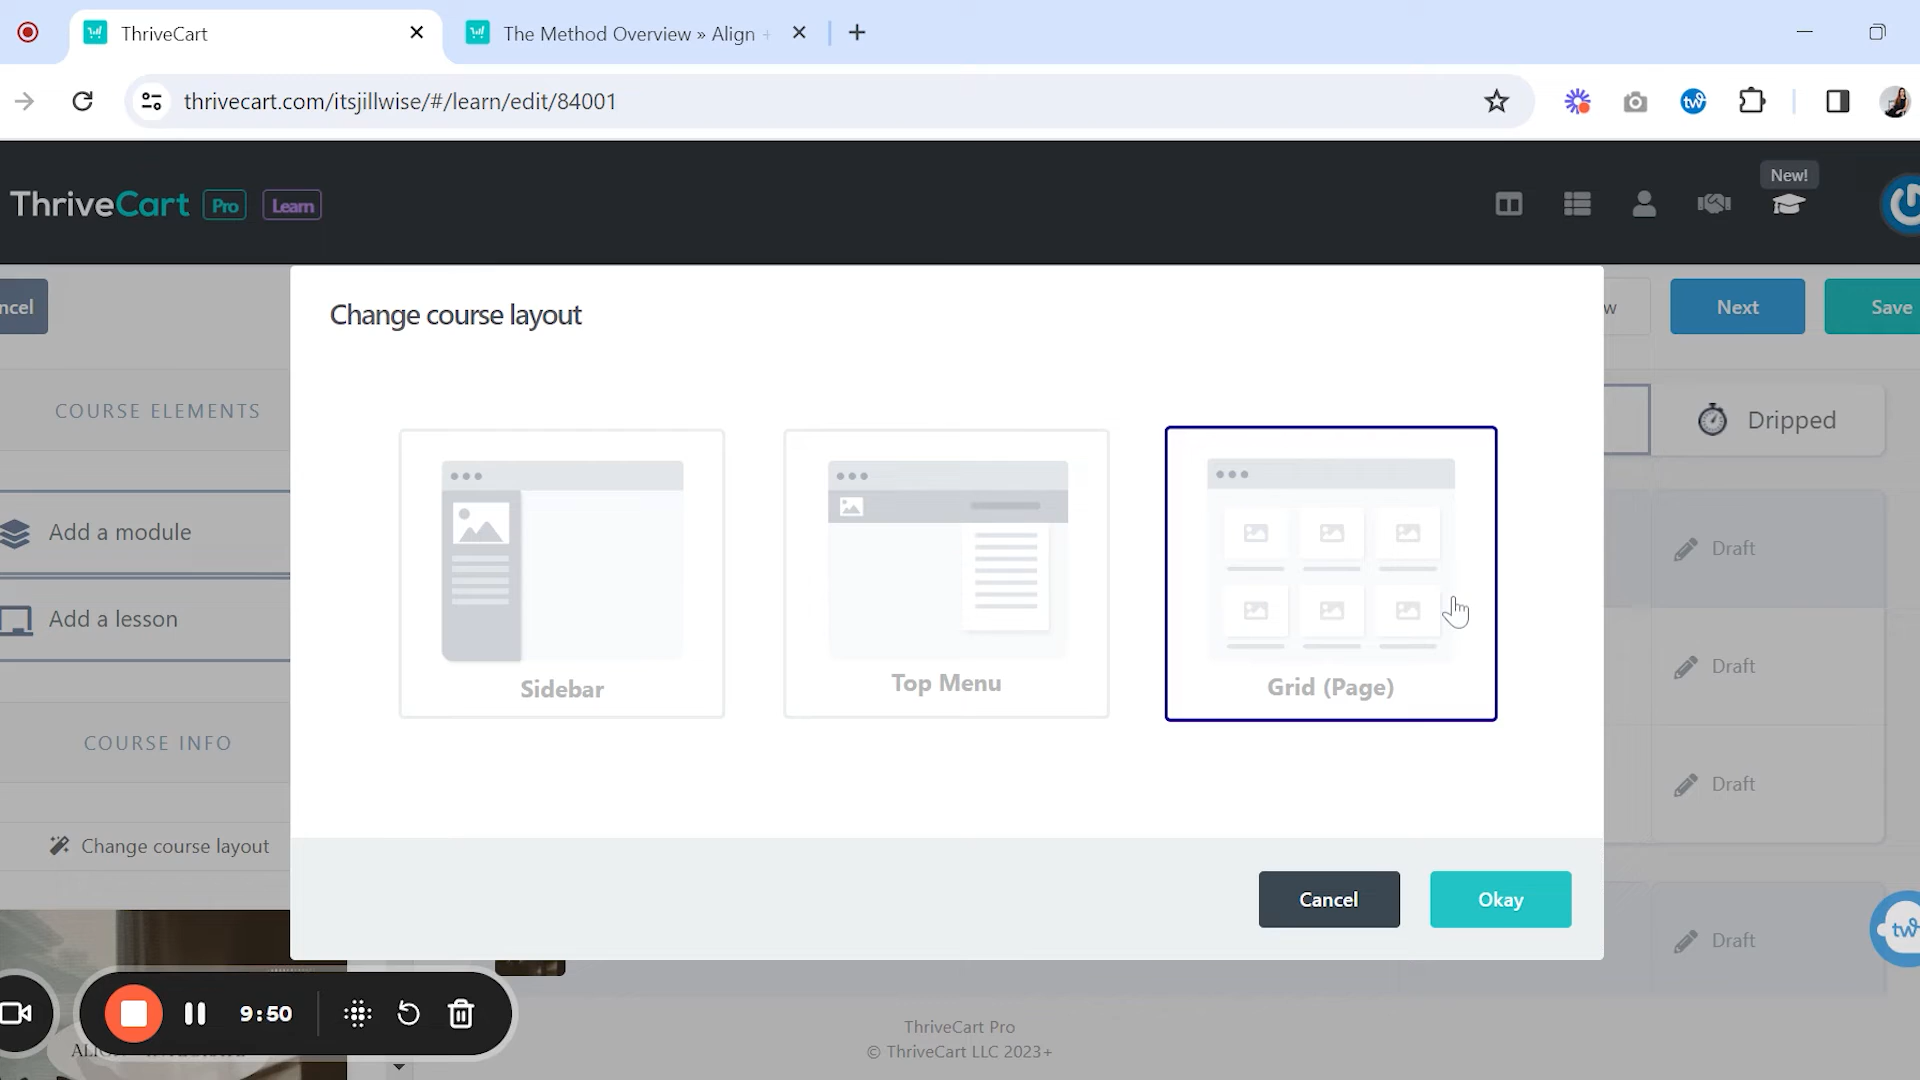 ThriveCart
The Method Overview » Align +
thrivecart.com/itsjillwise/#/learn/edit/84001
tw
New!
ThriveCart Pro Learn
ncel
Change course layout
w
Next
Save
COURSE ELEMENTS
Dripped
Add a module
Draft
Add a lesson
Draft
Sidebar
Top Menu
Grid (Page)
COURSE INFO
Draft
Change course layout
Cancel
Okay
tw
Draft
9:50
ThriveCart Pro
© ThriveCart LLC 2023+